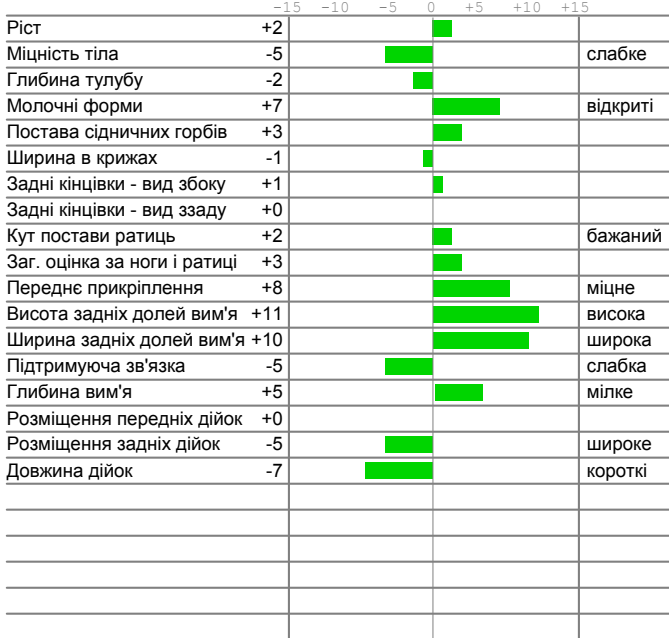 -15 -10 -5 0 +5 +10 +15
Ріст +2
Міцність тіла -5 слабке
Глибина тулубу -2
Молочні форми +7 відкриті
Постава сідничних горбів +3
Ширина в крижах -1
Задні кінцівки - вид збоку +1
Задні кінцівки - вид ззаду +0
Кут постави ратиць +2 бажаний
Заг. оцінка за ноги і ратиці +3
Переднє прикріплення +8 міцне
Висота задніх долей вим'я +11 висока
Ширина задніх долей вим'я +10 широка
Підтримуюча зв'язка -5 слабка
Глибина вим'я +5 мілке
Розміщення передніх дійок +0
Розміщення задніх дійок -5 широке
Довжина дійок -7 короткі